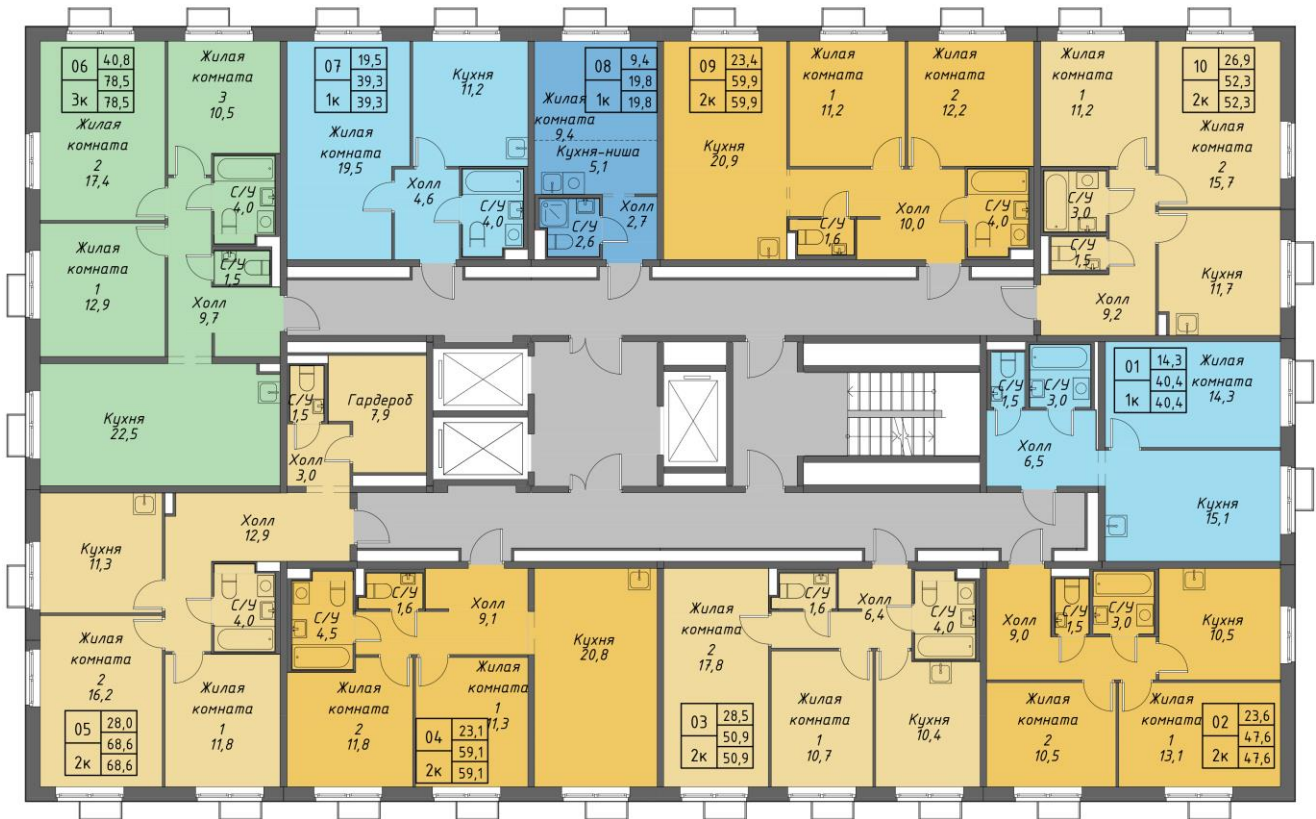 06 40,8
78,5
3к 78,5
Жилая
комната
3
10,5
Жилая
комната
2
17,4
С/У
4,0
С/У
1,5
Жилая
комната
1
12,9
Холл
9,7
Кухня
22,5
07 19,5
39,3
1к 39,3
Жилая
комната
19,5
Кухня
11,2
Холл
4,6
С/У
4,0
08 9,4
19,8
1к 19,8
Жилая
комната
9,4
Кухня-ниша
5,1
С/У
2,6
Холл
2,7
09 23,4
59,9
2к 59,9
Кухня
20,9
Жилая
комната
1
11,2
Жилая
комната
2
12,2
С/У
1,6
Холл
10,0
С/У
4,0
Жилая
комната
1
11,2
10 26,9
52,3
2к 52,3
Жилая
комната
2
15,7
С/У
3,0
С/У
1,5
Холл
9,2
Кухня
11,7
С/У
1,5
Гардероб
7,9
Холл
3,0
С/У
1,5
С/У
3,0
01 14,3
40,4
1к 40,4
Жилая
комната
14,3
Холл
6,5
Кухня
15,1
Кухня
11,3
Холл
12,9
С/У
4,0
Жилая
комната
2
16,2
05 28,0
68,6
2к 68,6
Жилая
комната
1
11,8
С/У
4,5
С/У
1,6
Холл
9,1
Кухня
20,8
Жилая
комната
2
11,8
Жилая
комната
1
11,3
04 23,1
59,1
2к 59,1
Жилая
комната
2
17,8
С/У
1,6
Холл
6,4
С/У
4,0
03 28,5
50,9
2к 50,9
Жилая
комната
1
10,7
Кухня
10,4
Холл
9,0
С/У
1,5
С/У
3,0
Кухня
10,5
Жилая
комната
2
10,5
Жилая
комната
1
13,1
02 23,6
47,6
2к 47,6